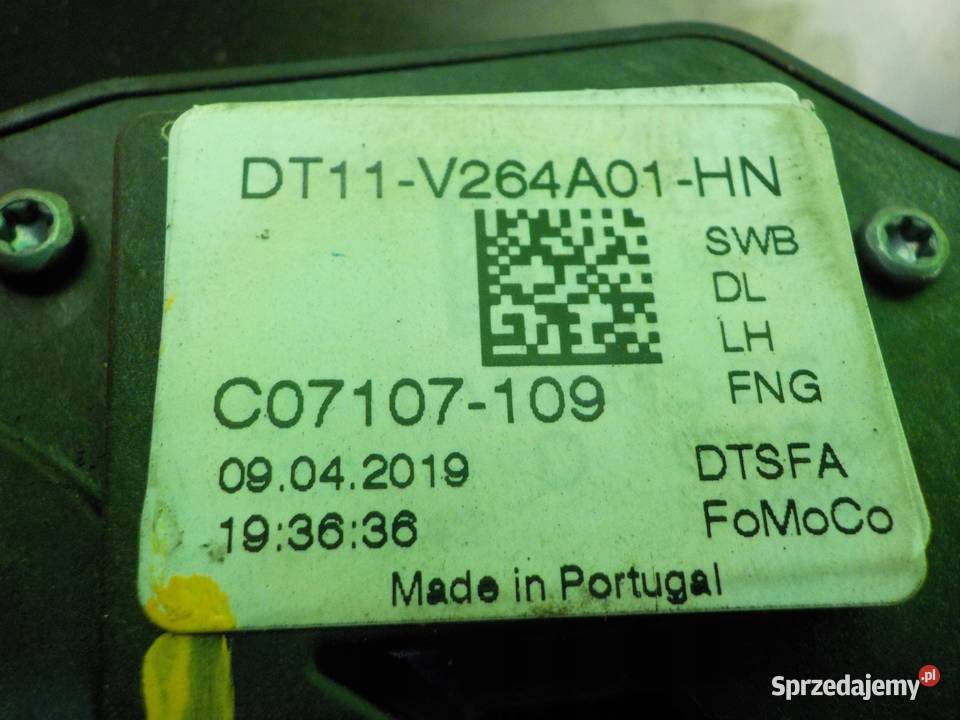 DT11-V264A01-HN
SWB
DL
LH
FNG
C07107-109
09.04.2019
DTSFA
19:36:36
FoMoCo
Made in Portugal
Sprzedajemy.pl